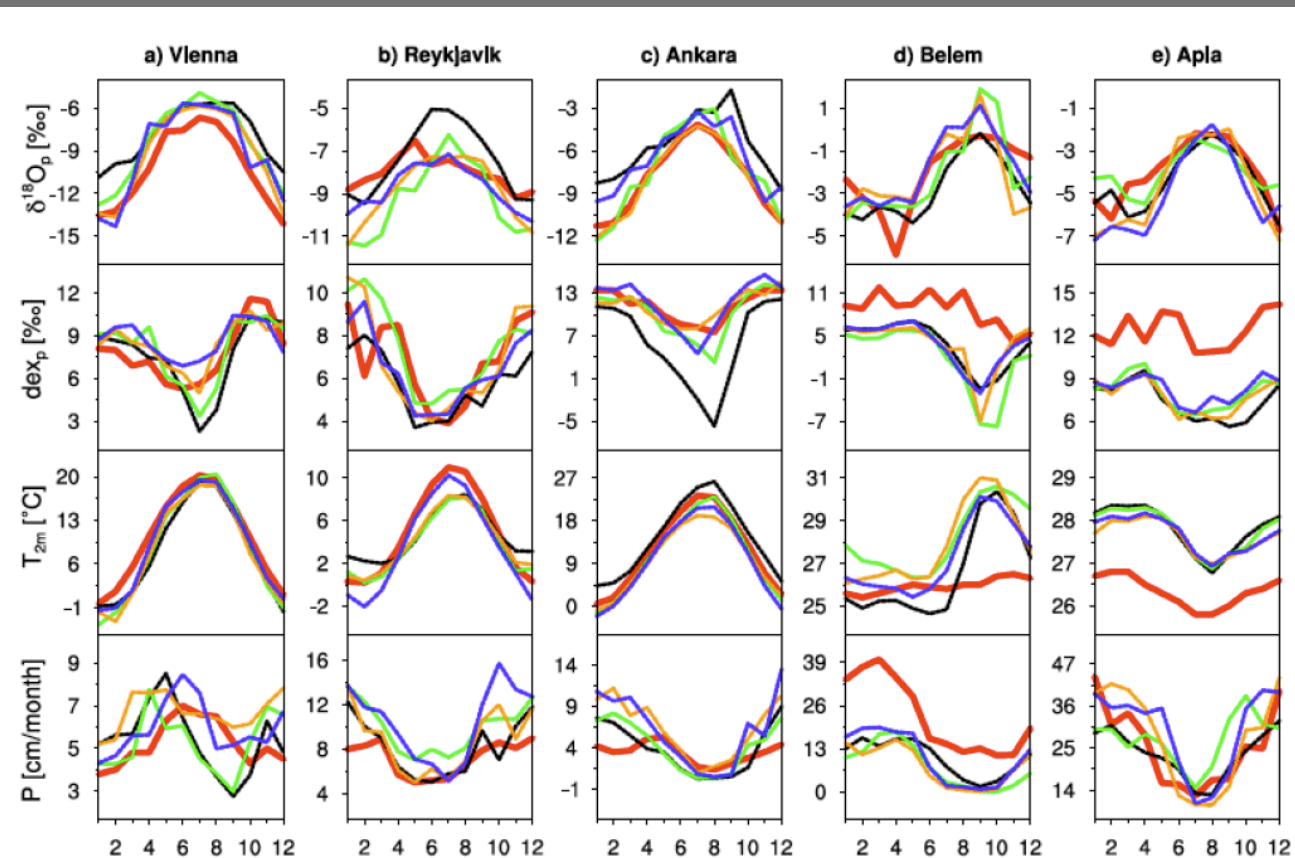 a) Vienna b) Reykjavik c) Ankara d) Belem e) Apia
δ¹⁸Oₚ [‰]
-6 -9 -12 -15
-5 -7 -9 -11
-3 -6 -9 -12
1 -1 -3 -5
-1 -3 -5 -7
dexₚ [‰]
12 9 6 3
10 8 6 4
13 7 1 -5
11 5 -1 -7
15 12 9 6
T₂ₘ [°C]
20 13 6 -1
10 6 2 -2
27 18 9 0
31 29 27 25
29 28 27 26
P [cm/month]
9 7 5 3
16 12 8 4
14 9 4 -1
39 26 13 0
47 36 25 14
2 4 6 8 10 12 2 4 6 8 10 12 2 4 6 8 10 12 2 4 6 8 10 12 2 4 6 8 10 12